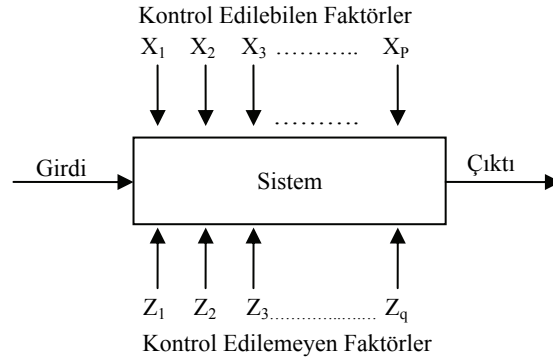 Kontrol Edilebilen Faktörler
X1 X2 X3 ……….. XP
……….
Girdi Sistem Çıktı
Z1 Z2 Z3………………… Zq
Kontrol Edilemeyen Faktörler